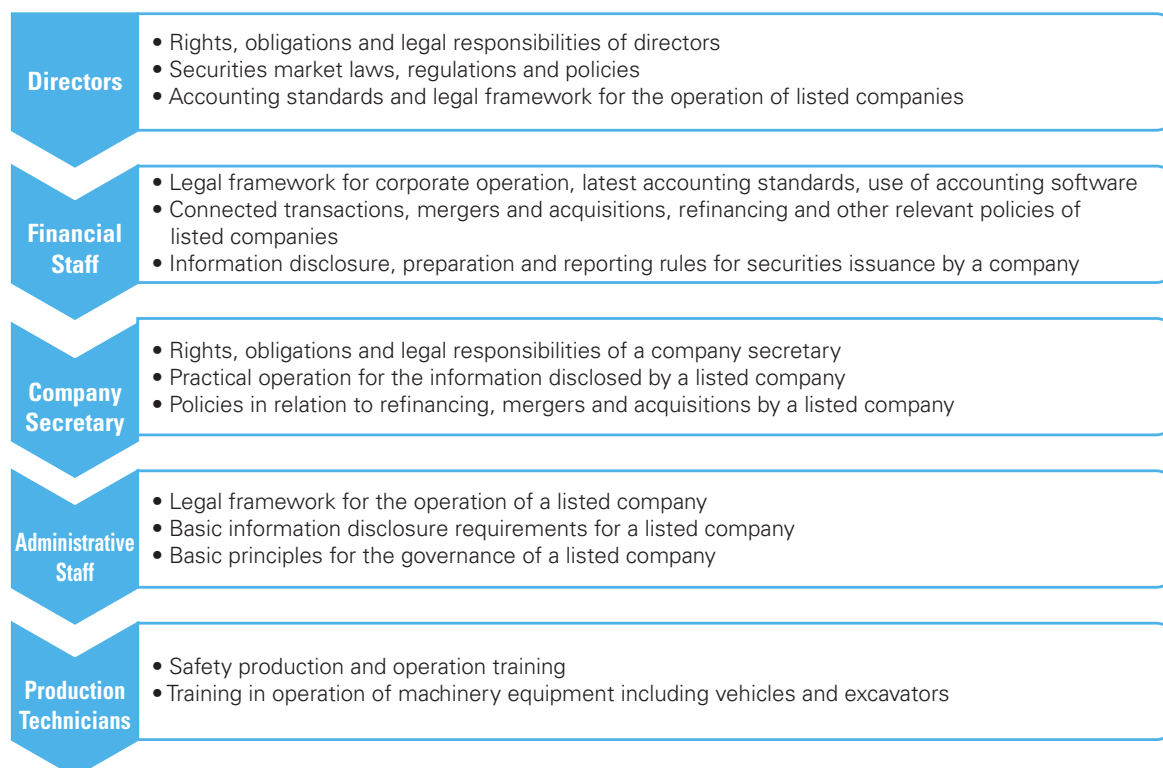 Directors
• Rights, obligations and legal responsibilities of directors
• Securities market laws, regulations and policies
• Accounting standards and legal framework for the operation of listed companies
Financial
Staff
• Legal framework for corporate operation, latest accounting standards, use of accounting software
• Connected transactions, mergers and acquisitions, refinancing and other relevant policies of
listed companies
• Information disclosure, preparation and reporting rules for securities issuance by a company
Company
Secretary
• Rights, obligations and legal responsibilities of a company secretary
• Practical operation for the information disclosed by a listed company
• Policies in relation to refinancing, mergers and acquisitions by a listed company
Administrative
Staff
• Legal framework for the operation of a listed company
• Basic information disclosure requirements for a listed company
• Basic principles for the governance of a listed company
Production
Technicians
• Safety production and operation training
• Training in operation of machinery equipment including vehicles and excavators